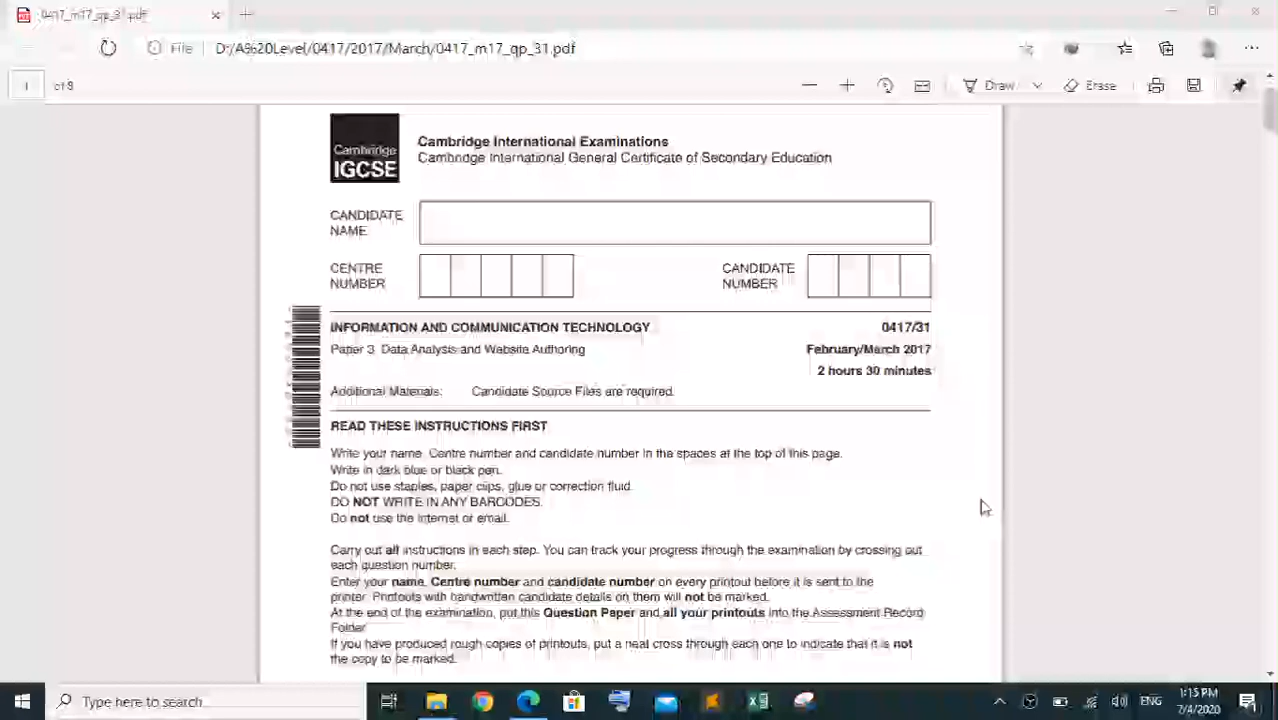 0417_m17_qp_31.pdf
File D:/A%20Level/0417/2017/March/0417_m17_qp_31.pdf
1 of 9
Draw
Erase
Cambridge
IGCSE
Cambridge International Examinations
Cambridge International General Certificate of Secondary Education
CANDIDATE
NAME
CENTRE
NUMBER
CANDIDATE
NUMBER
INFORMATION AND COMMUNICATION TECHNOLOGY 0417/31
Paper 3 Data Analysis and Website Authoring February/March 2017
2 hours 30 minutes
Additional Materials: Candidate Source Files are required.
READ THESE INSTRUCTIONS FIRST
Write your name, Centre number and candidate number in the spaces at the top of this page.
Write in dark blue or black pen.
Do not use staples, paper clips, glue or correction fluid.
DO NOT WRITE IN ANY BARCODES.
Do not use the internet or email.
Carry out all instructions in each step. You can track your progress through the examination by crossing out
each question number.
Enter your name, Centre number and candidate number on every printout before it is sent to the
printer. Printouts with handwritten candidate details on them will not be marked.
At the end of the examination, put this Question Paper and all your printouts into the Assessment Record
Folder.
If you have produced rough copies of printouts, put a neat cross through each one to indicate that it is not
the copy to be marked.
Type here to search
ENG
1:15 PM
7/4/2020